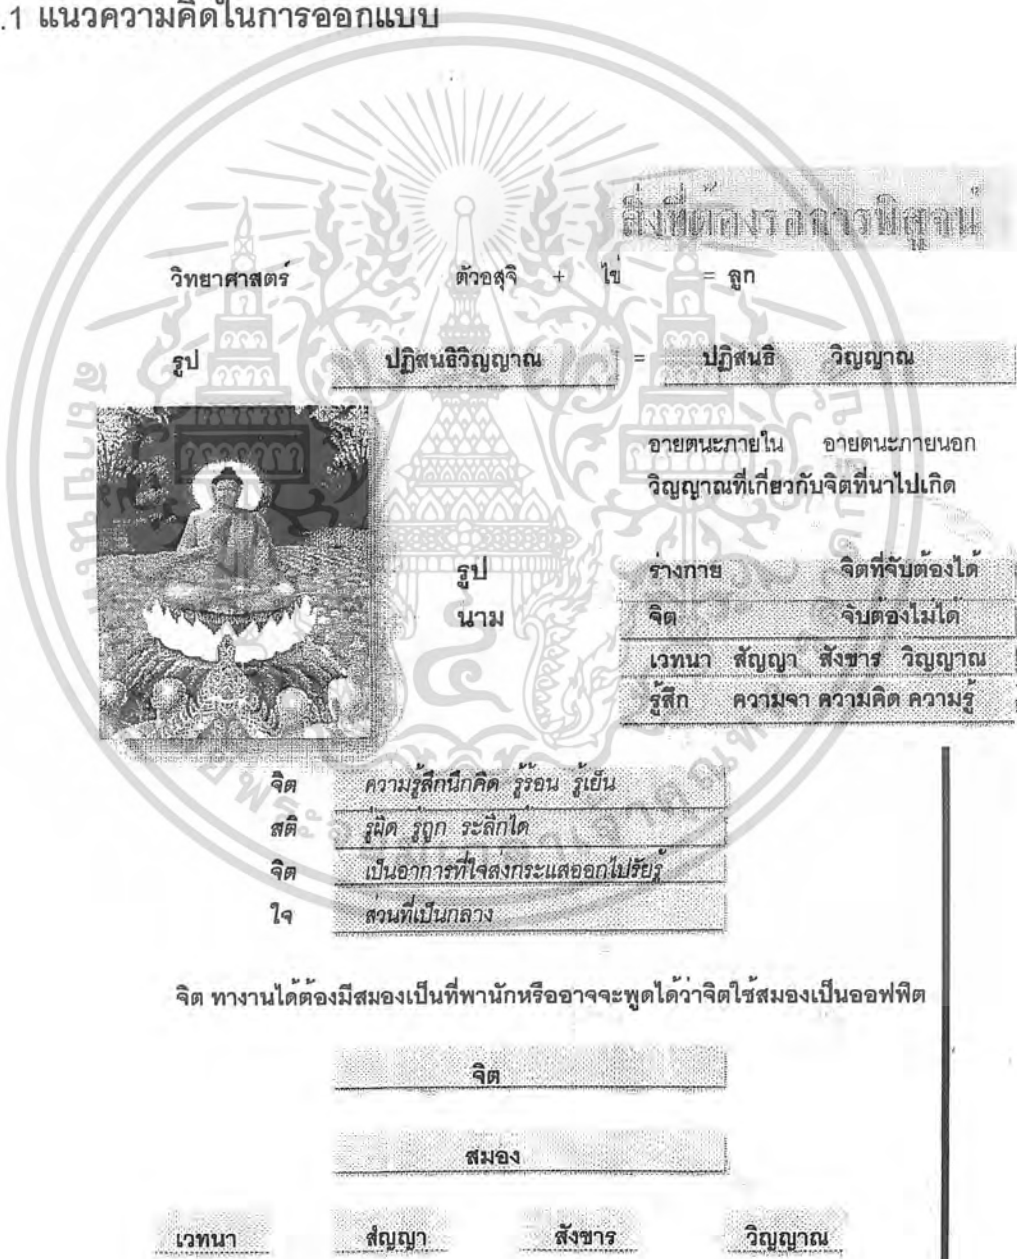 .1 แนวความคิดในการออกแบบ
สิ่งที่ต้องรอการพิสูจน์
วิทยาศาสตร์ ตัวอสุจิ + ไข่ = ลูก
รูป ปฏิสนธิวิญญาณ = ปฏิสนธิ วิญญาณ
อายตนะภายใน อายตนะภายนอก
วิญญาณที่เกี่ยวกับจิตที่นาไปเกิด
รูป ร่างกาย จิตที่จับต้องได้
นาม จิต จับต้องไม่ได้
เวทนา สัญญา สังขาร วิญญาณ
รู้สึก ความจา ความคิด ความรู้
จิต ความรู้สึกนึกคิด รู้ร้อน รู้เย็น
สติ รู้ผิด รู้ถูก ระลึกได้
จิต เป็นอาการที่ใจส่งกระแสออกไปรับรู้
ใจ ส่วนที่เป็นกลาง
จิต ทางานได้ต้องมีสมองเป็นที่พานักหรืออาจจะพูดได้ว่าจิตใช้สมองเป็นออฟฟิต
จิต
สมอง
เวทนา สัญญา สังขาร วิญญาณ